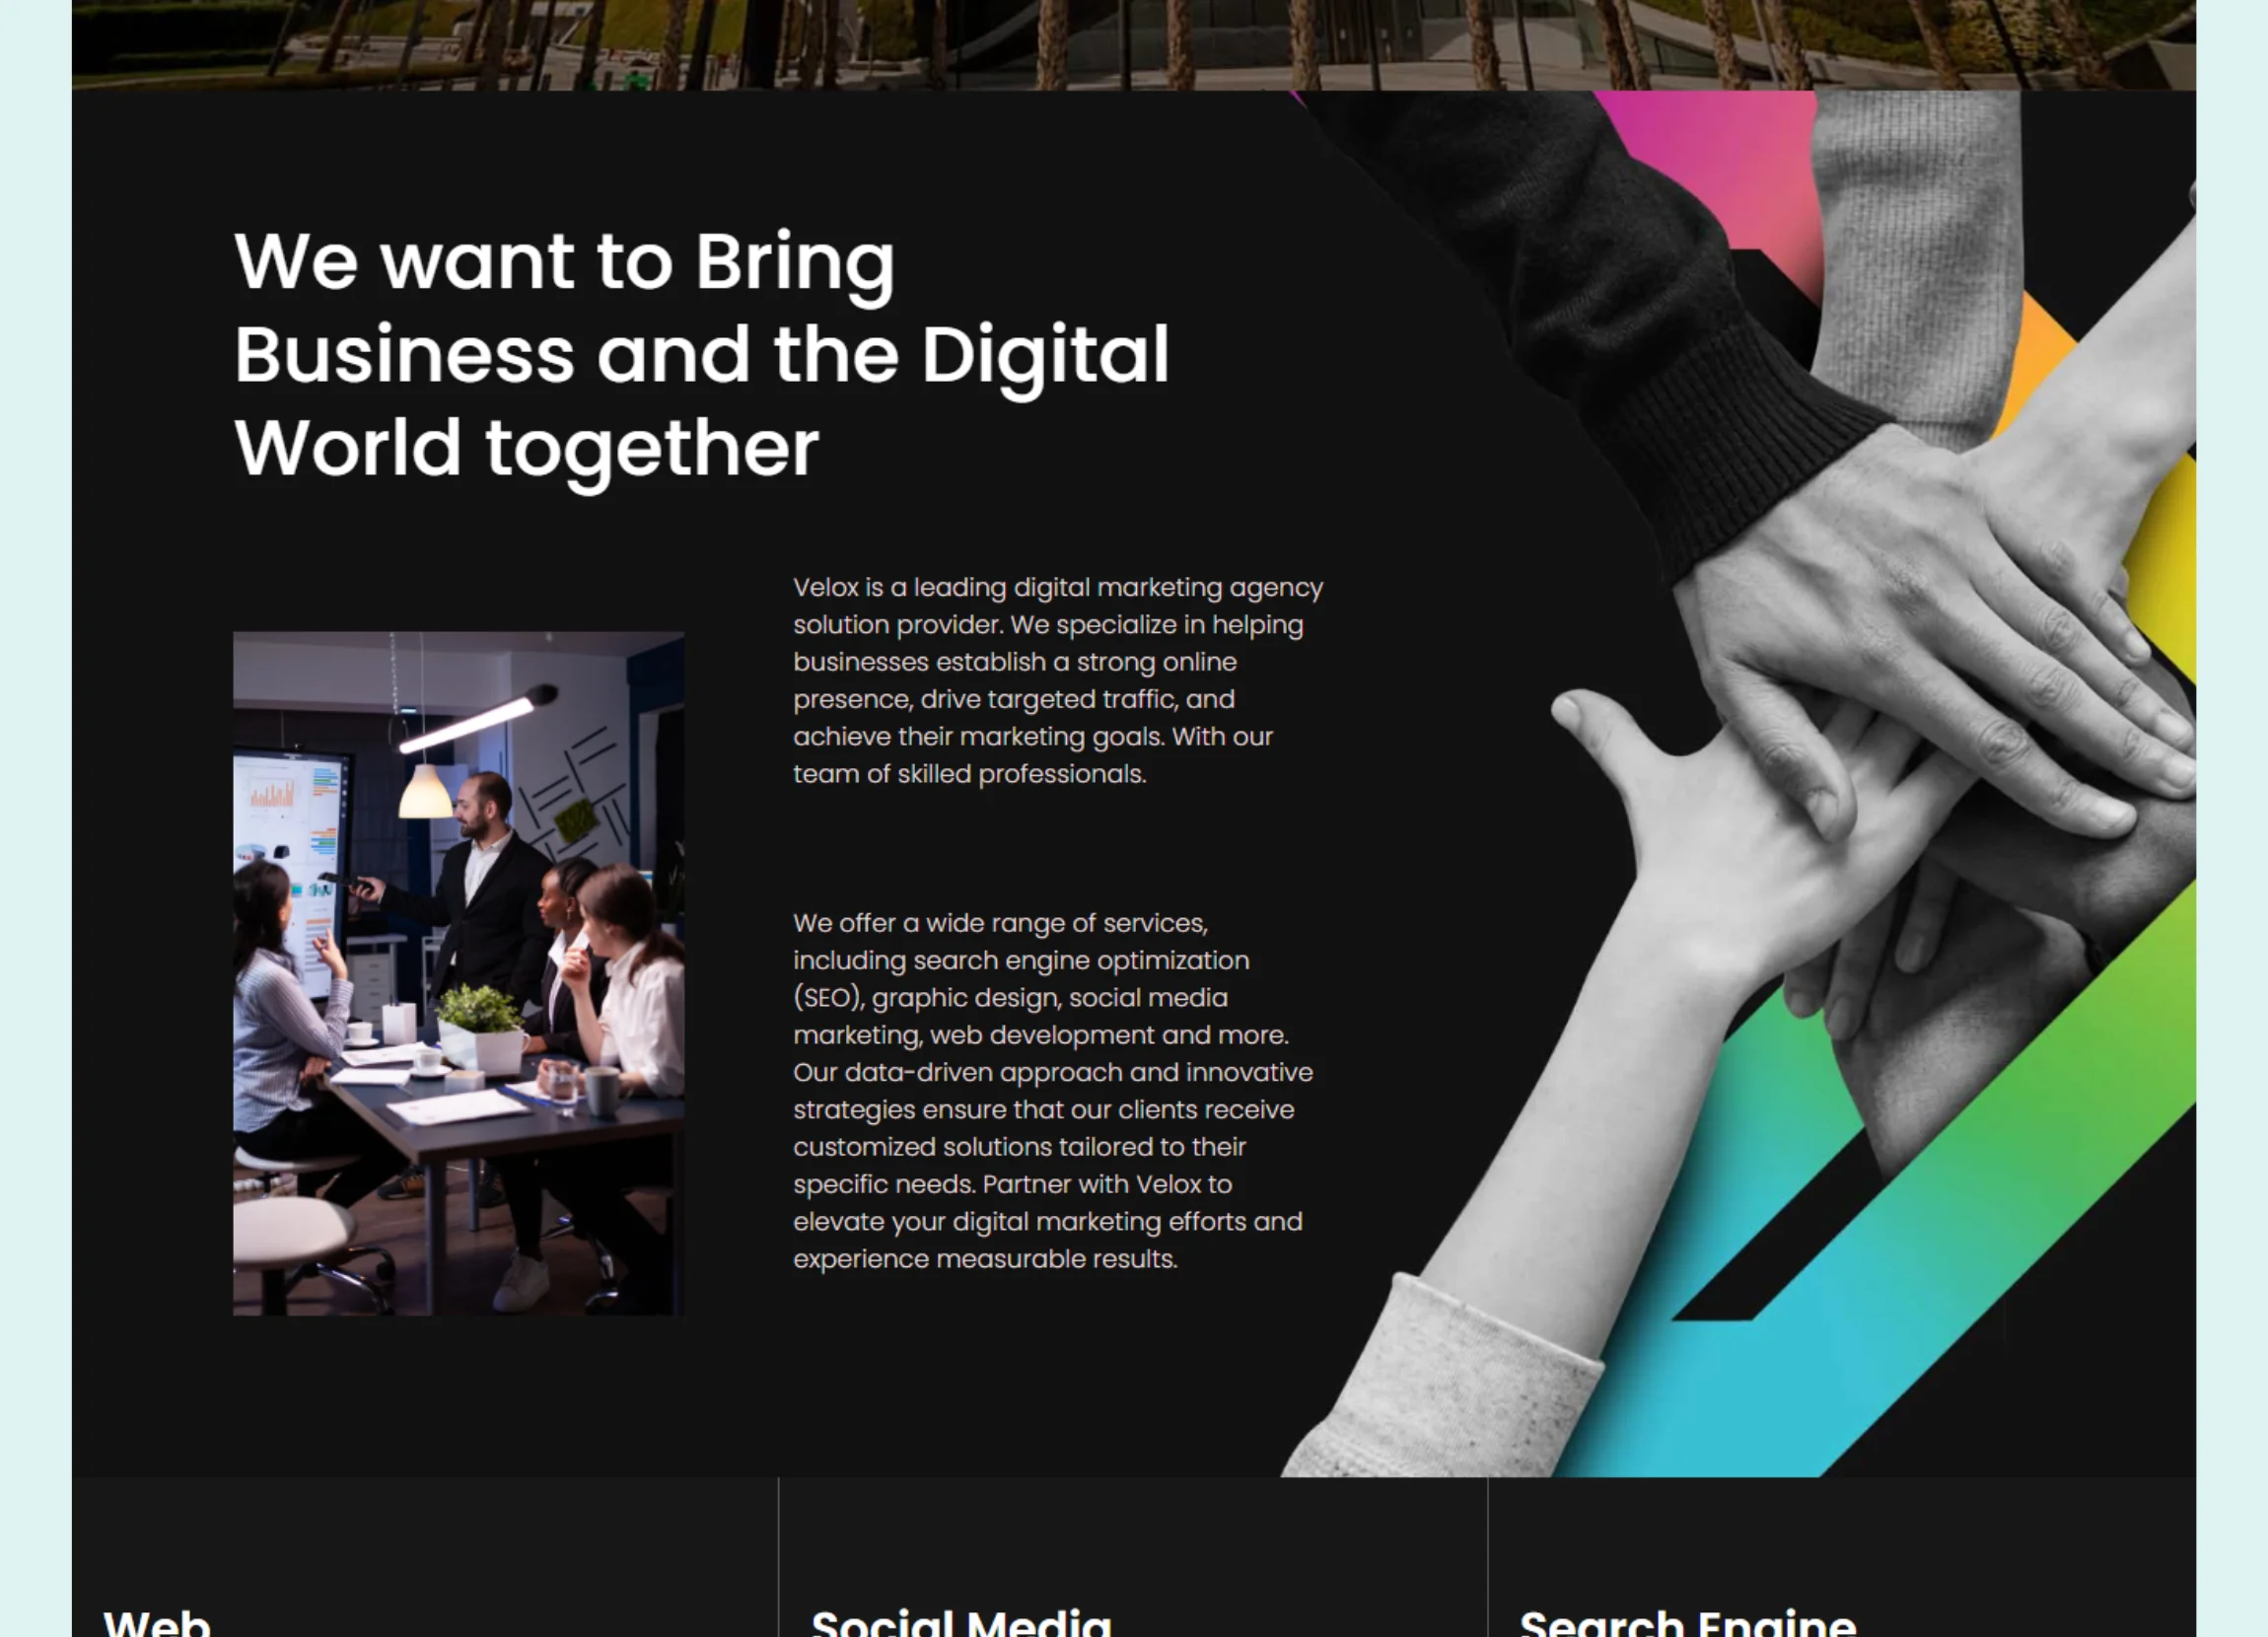 We want to Bring
Business and the Digital
World together
Velox is a leading digital marketing agency
solution provider. We specialize in helping
businesses establish a strong online
presence, drive targeted traffic, and
achieve their marketing goals. With our
team of skilled professionals.
We offer a wide range of services,
including search engine optimization
(SEO), graphic design, social media
marketing, web development and more.
Our data-driven approach and innovative
strategies ensure that our clients receive
customized solutions tailored to their
specific needs. Partner with Velox to
elevate your digital marketing efforts and
experience measurable results.
Web
Social Media
Search Engine